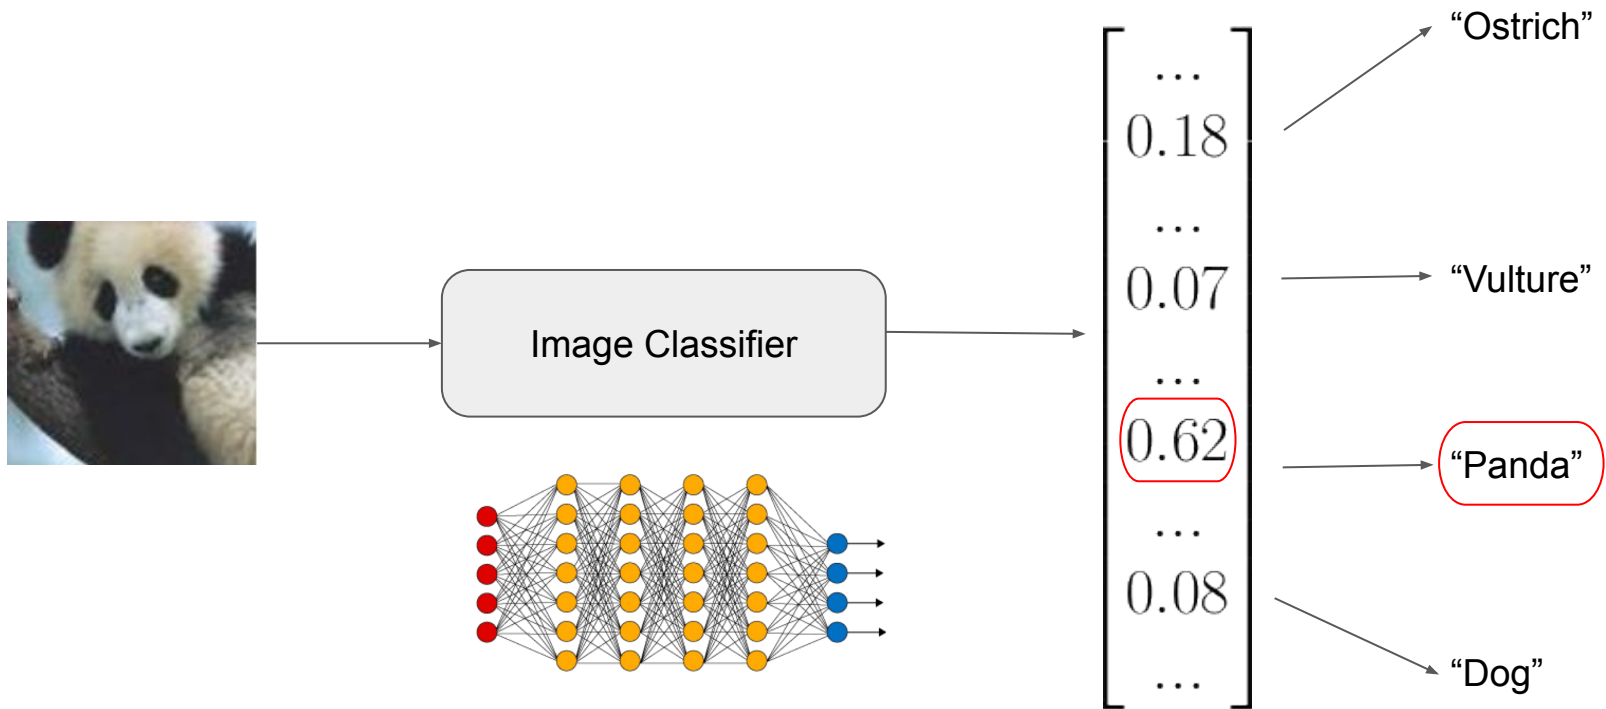 “Ostrich”
...
0.18
...
0.07
“Vulture”
Image Classifier
...
0.62
“Panda”
...
0.08
“Dog”
...